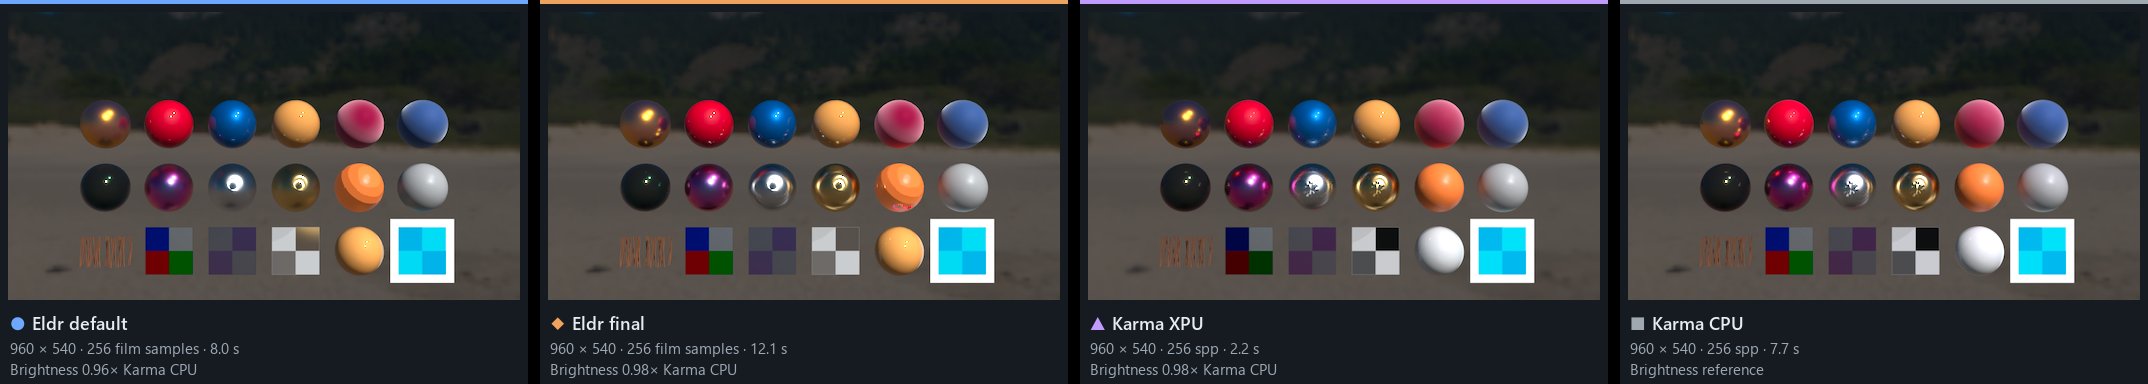 Eldr default
960 × 540 · 256 film samples · 8.0 s
Brightness 0.96× Karma CPU
Eldr final
960 × 540 · 256 film samples · 12.1 s
Brightness 0.98× Karma CPU
Karma XPU
960 × 540 · 256 spp · 2.2 s
Brightness 0.98× Karma CPU
Karma CPU
960 × 540 · 256 spp · 7.7 s
Brightness reference